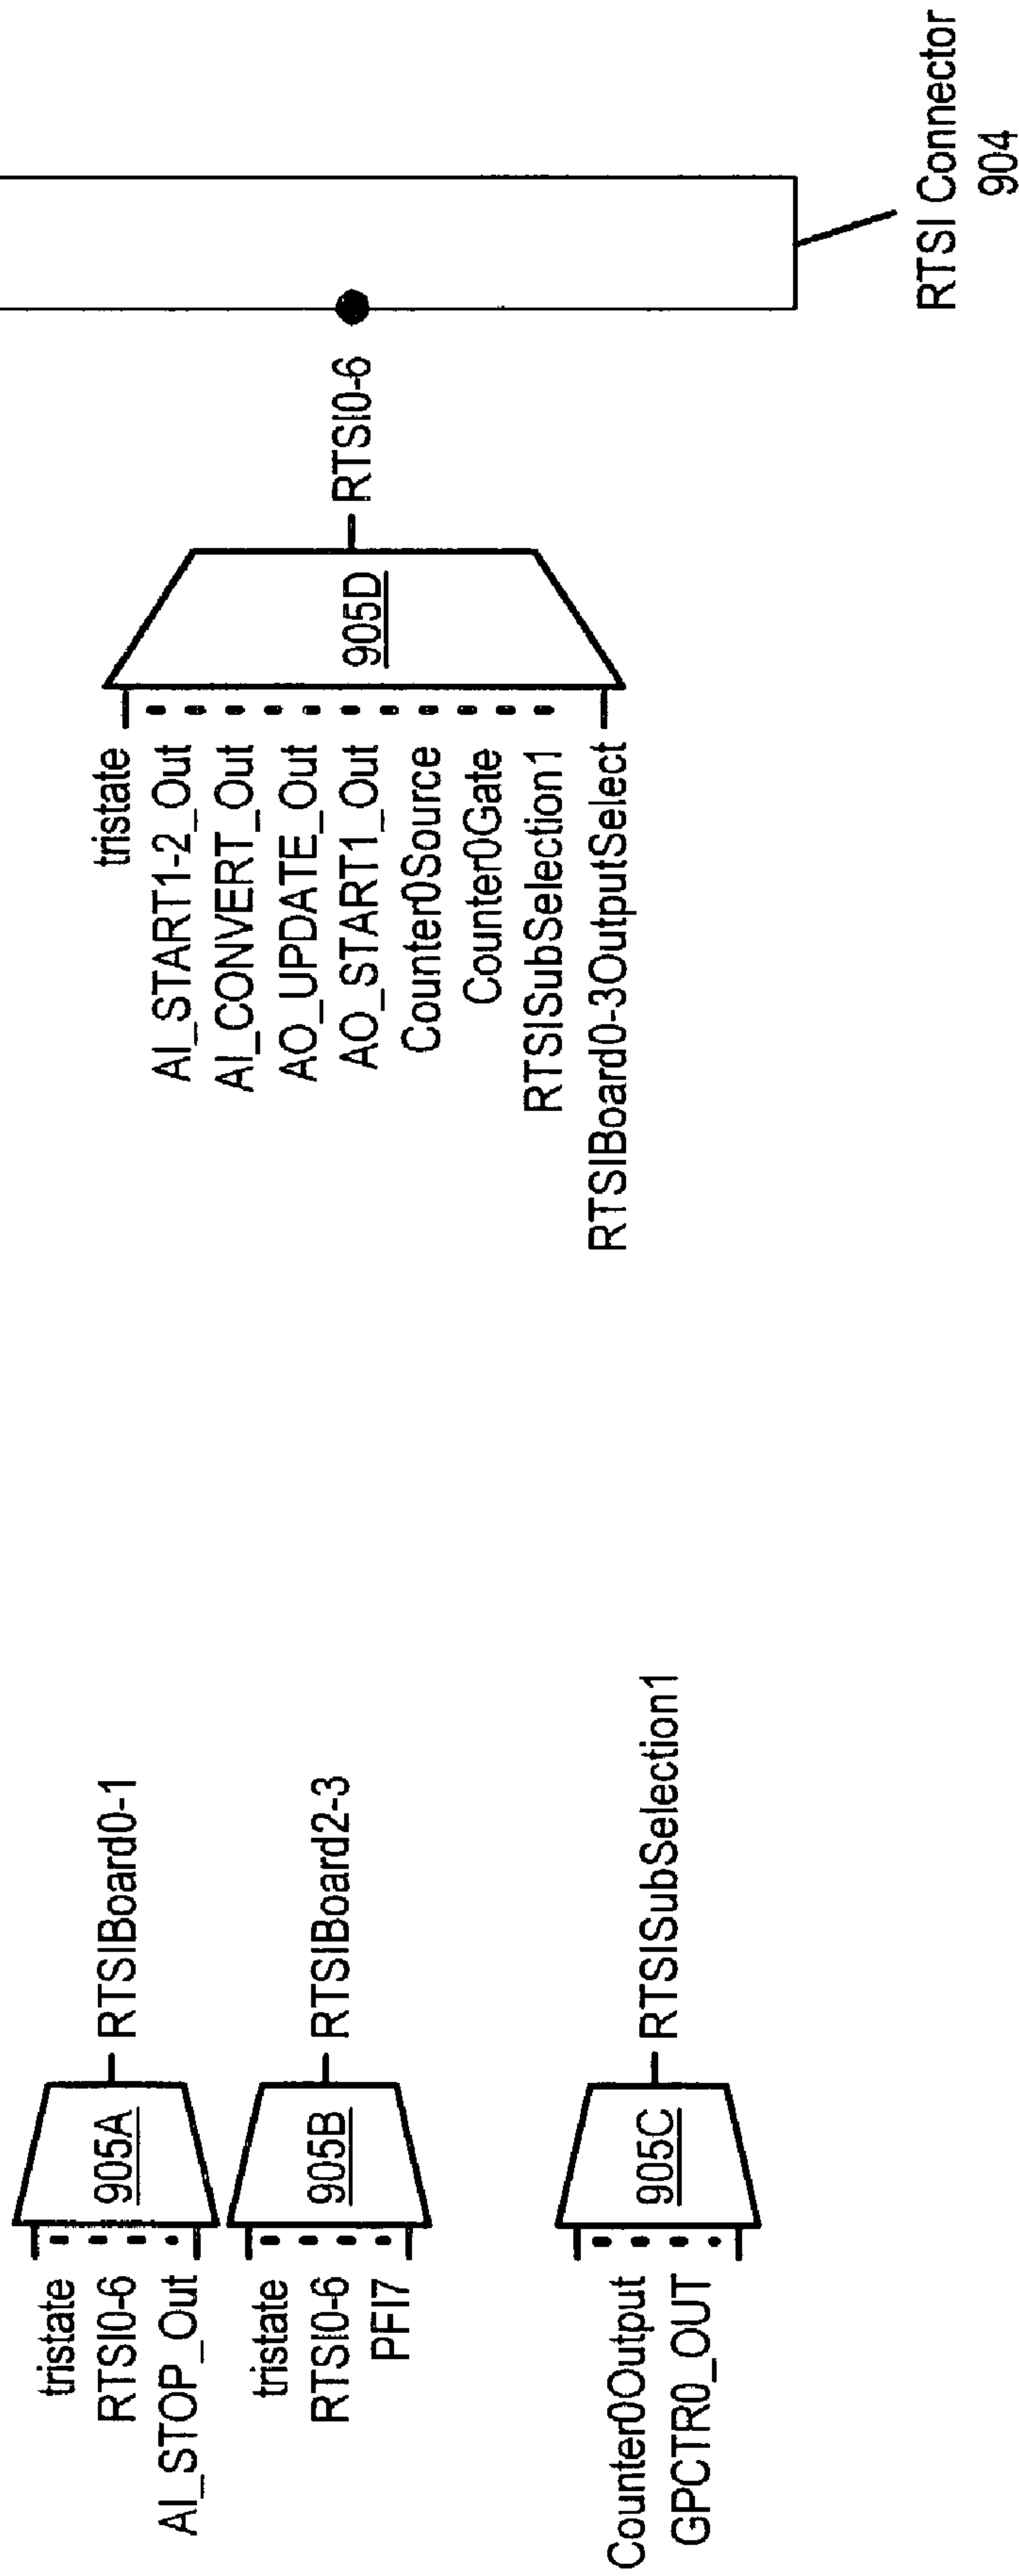 tristate
RTSI0-6
AI_STOP_Out
905A
RTSIBoard0-1
tristate
RTSI0-6
PFI7
905B
RTSIBoard2-3
Counter0Output
GPCTR0_OUT
905C
RTSISubSelection1
tristate
AI_START1-2_Out
AI_CONVERT_Out
AO_UPDATE_Out
AO_START1_Out
Counter0Source
Counter0Gate
RTSISubSelection1
RTSIBoard0-3OutputSelect
905D
RTSI0-6
RTSI Connector
904